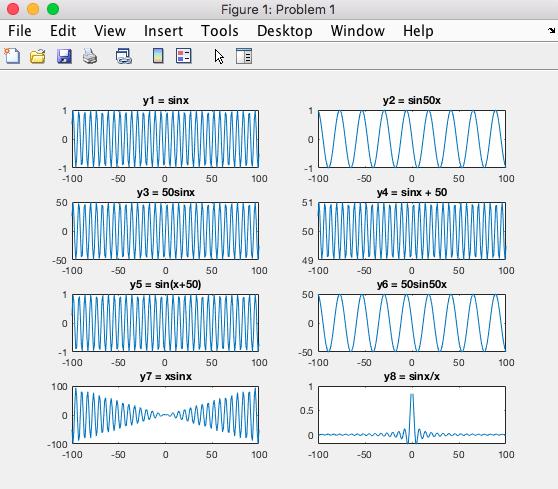 Figure 1: Problem 1
File Edit View Insert Tools Desktop Window Help
y1 = sinx
1
0
-1
-100 -50 0 50 100
y2 = sin50x
1
0
-1
-100 -50 0 50 100
y3 = 50sinx
50
0
-50
-100 -50 0 50 100
y4 = sinx + 50
51
50
49
-100 -50 0 50 100
y5 = sin(x+50)
1
0
-1
-100 -50 0 50 100
y6 = 50sin50x
50
0
-50
-100 -50 0 50 100
y7 = xsinx
100
0
-100
-100 -50 0 50 100
y8 = sinx/x
1
0.5
0
-100 -50 0 50 100